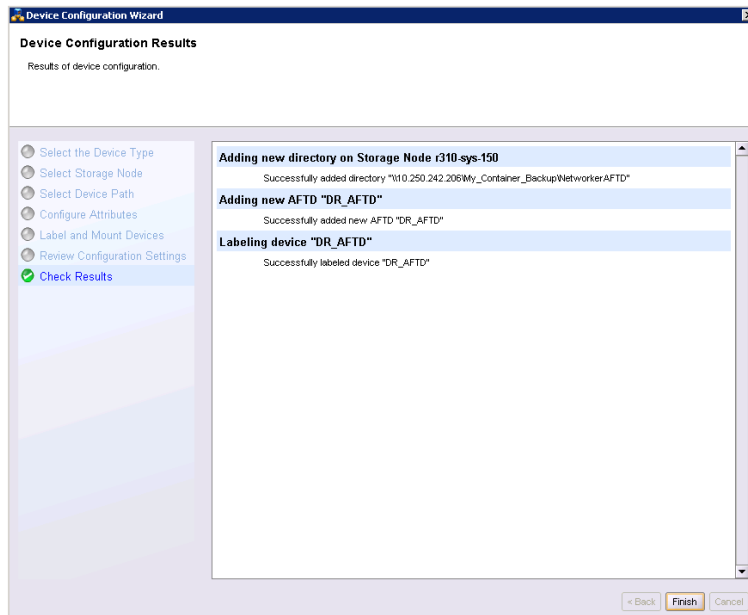 Device Configuration Wizard
Device Configuration Results
Results of device configuration.
Select the Device Type
Select Storage Node
Select Device Path
Configure Attributes
Label and Mount Devices
Review Configuration Settings
Check Results
Adding new directory on Storage Node r310-sys-150
Successfully added directory "\\10.250.242.206\My_Container_Backup\NetworkerAFTD"
Adding new AFTD "DR_AFTD"
Successfully added new AFTD "DR_AFTD"
Labeling device "DR_AFTD"
Successfully labeled device "DR_AFTD"
< Back
Finish
Cancel